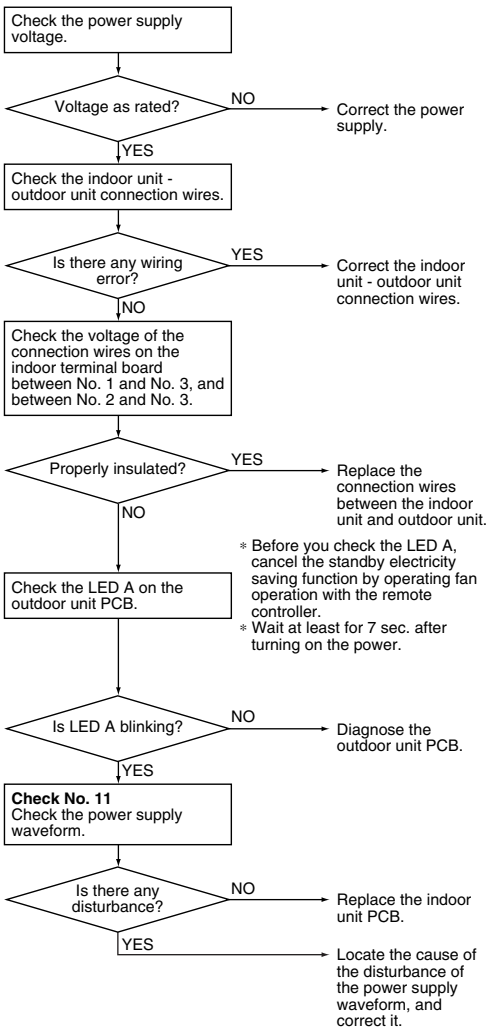 Check the power supply
voltage.
Voltage as rated?
NO
Correct the power
supply.
YES
Check the indoor unit -
outdoor unit connection wires.
Is there any wiring
error?
YES
Correct the indoor
unit - outdoor unit
connection wires.
NO
Check the voltage of the
connection wires on the
indoor terminal board
between No. 1 and No. 3, and
between No. 2 and No. 3.
Properly insulated?
YES
Replace the
connection wires
between the indoor
unit and outdoor unit.
NO
∗ Before you check the LED A,
cancel the standby electricity
saving function by operating fan
operation with the remote
controller.
∗ Wait at least for 7 sec. after
turning on the power.
Check the LED A on the
outdoor unit PCB.
Is LED A blinking?
NO
Diagnose the
outdoor unit PCB.
YES
Check No. 11
Check the power supply
waveform.
Is there any
disturbance?
NO
Replace the indoor
unit PCB.
YES
Locate the cause of
the disturbance of
the power supply
waveform, and
correct it.